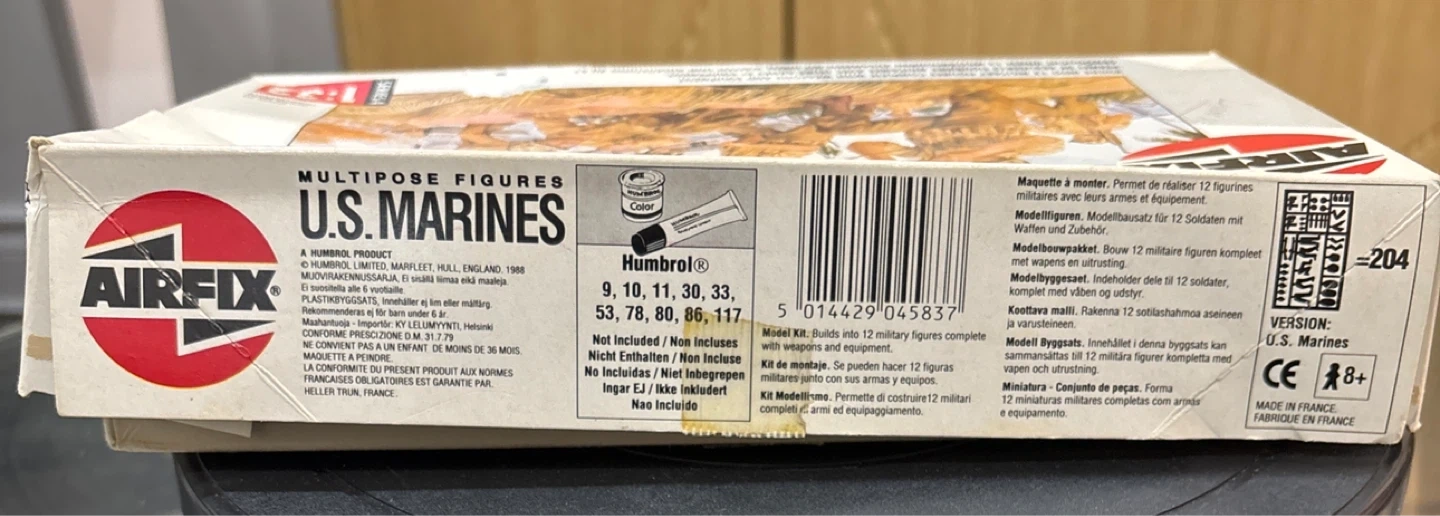 SERIES 4
1:32
AIRFIX
AIRFIX®
MULTIPOSE FIGURES
U.S. MARINES
A HUMBROL PRODUCT
© HUMBROL LIMITED, MARFLEET, HULL, ENGLAND. 1988
MUOVIRAKENNUSSARJA, Ei sisällä liimaa eikä maaleja.
Ei suositella alle 6 vuotiaille.
PLASTIKBYGGSATS, Innehåller ej lim eller målfärg.
Rekommenderas ej för barn under 6 år.
Maahantuoja - Importör: KY LELUMYYNTI, Helsinki
CONFORME PRESCIZIONE D.M. 31.7.79
NE CONVIENT PAS A UN ENFANT DE MOINS DE 36 MOIS.
MAQUETTE A PEINDRE.
LA CONFORMITE DU PRESENT PRODUIT AUX NORMES
FRANCAISES OBLIGATOIRES EST GARANTIE PAR.
HELLER TRUN, FRANCE.
Color
Humbrol®
9, 10, 11, 30, 33,
53, 78, 80, 86, 117
Not Included / Non Incluses
Nicht Enthalten / Non Incluse
No Incluidas / Niet Inbegrepen
Ingar EJ / Ikke Inkludert
Nao Incluido
5 014429 045837
Model Kit. Builds into 12 military figures complete
with weapons and equipment.
Kit de montaje. Se pueden hacer 12 figuras
militares junto con sus armas y equipos.
Kit Modellismo. Permette di costruire12 militari
completi armi ed equipaggiamento.
Maquette à monter. Permet de réaliser 12 figurines
militaires avec leurs armes et équipement.
Modellfiguren. Modellbausatz für 12 Soldaten mit
Waffen und Zubehör.
Modelbouwpakket. Bouw 12 militaire figuren kompleet
met wapens en uitrusting.
Modelbyggesaet. Indeholder dele til 12 soldater,
komplet med våben og udstyr.
Koottava malli. Rakenna 12 sotilashahmoa aseineen
ja varusteineen.
Modell Byggsats. Innehållet i denna byggsats kan
sammansättas till 12 militära figurer kompletta med
vapen och utrustning.
Miniatura - Conjunto de peças. Forma
12 miniaturas militares completas com armas
e equipamento.
=204
VERSION:
U.S. Marines
CE 8+
MADE IN FRANCE.
FABRIQUE EN FRANCE